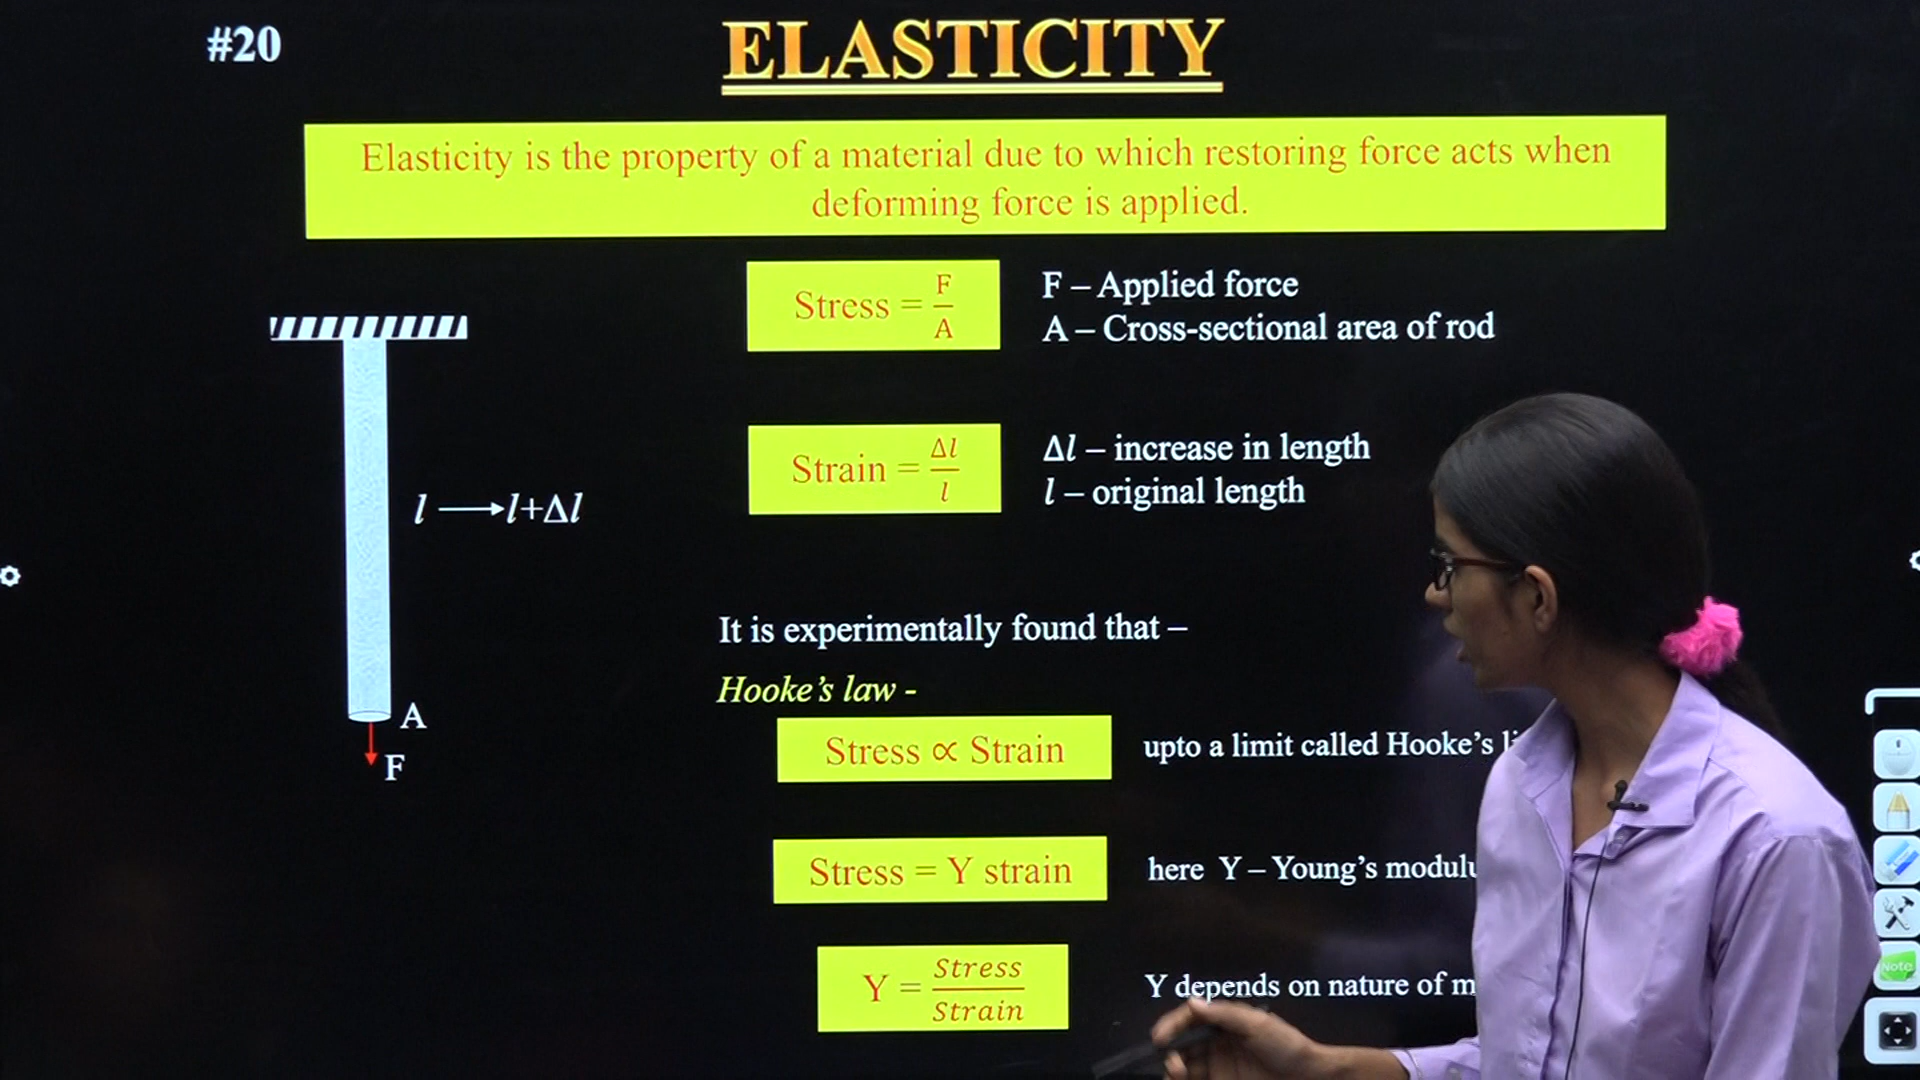 #20
ELASTICITY
Elasticity is the property of a material due to which restoring force acts when
deforming force is applied.
Stress = F/A
F – Applied force
A – Cross-sectional area of rod
Strain = Δl/l
Δl – increase in length
l – original length
l ⟶ l+Δl
It is experimentally found that –
Hooke's law -
A
F
Stress ∝ Strain
upto a limit called Hooke's
Stress = Y strain
here Y – Young's
Y = Stress/Strain
Y depends on nature of
Note